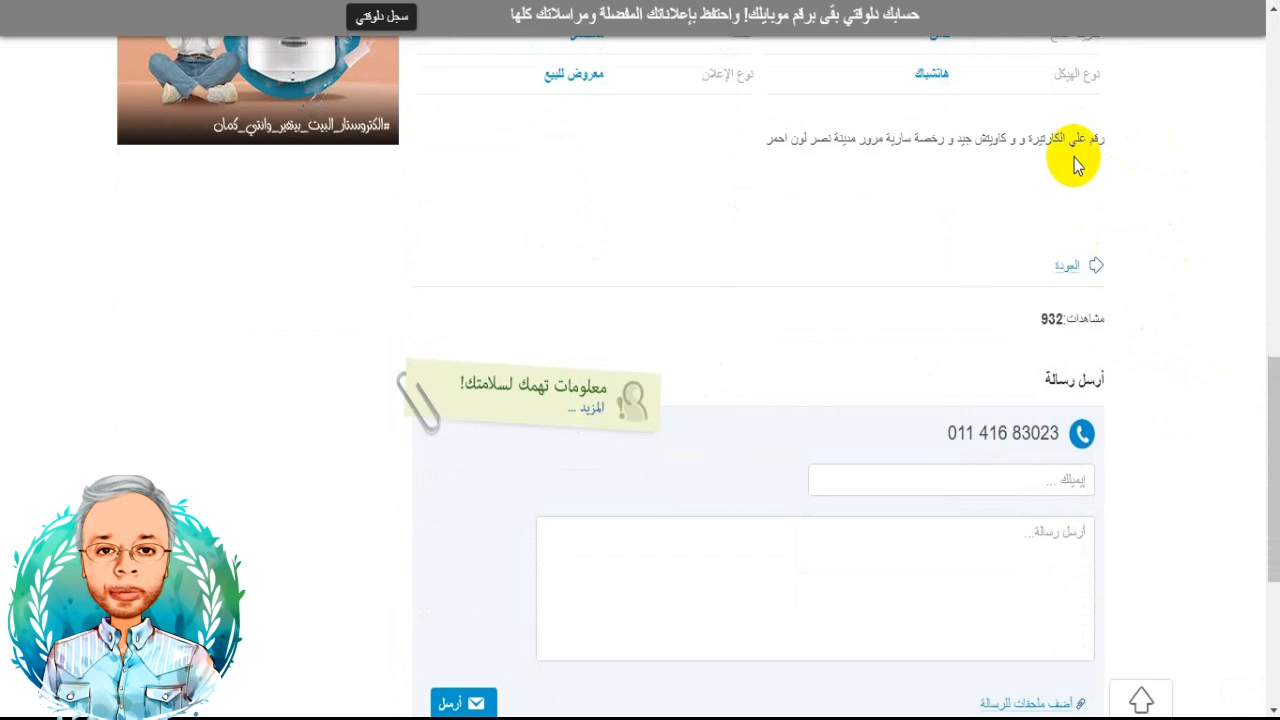 حسابك دلوقتي بقى برقم موبايلك! واحتفظ بإعلاناتك المفضلة ومراسلاتك كلها
سجل دلوقتي
نوع الهيكل
هاتشباك
نوع الإعلان
معروض للبيع
#الكتروستار_البيت_بيتغير_وانتي_كمان
رقم علي الكارتيرة و و كاويتش جيد و رخصة سارية مرور مدينة نصر لون احمر
العودة
مشاهدات:932
أرسل رسالة
معلومات تهمك لسلامتك!
المزيد ...
011 416 83023
إيميلك ...
أرسل رسالة...
أضف ملحقات للرسالة
أرسل